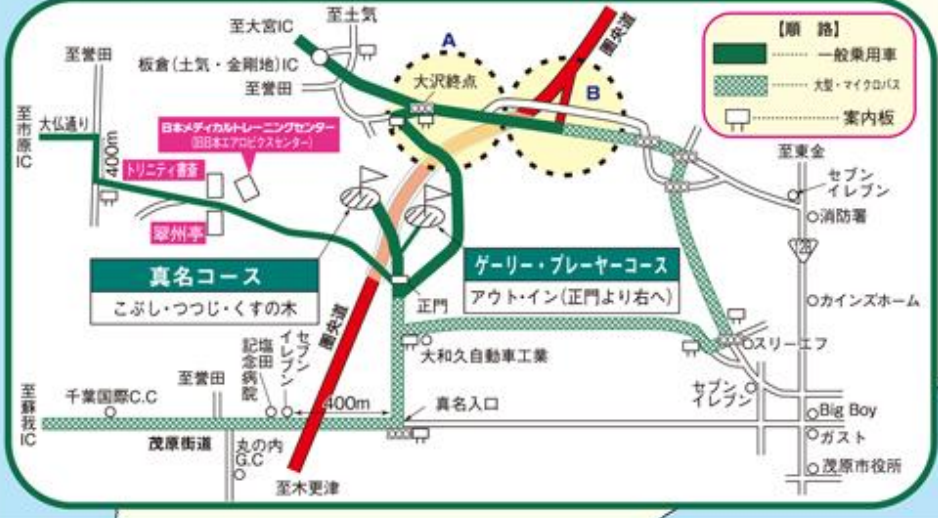 【順 路】
一般乗用車
大型・マイクロバス
案内板
至大宮IC
至土気
圏央道
A
至誉田
板倉(土気・金剛地)IC
大沢終点
至誉田
B
至市原IC
大仏通り
400m
日本メディカルトレーニングセンター
(旧日本エアロビクスセンター)
トリニティ書斎
翠州亭
至東金
セブン
イレブン
消防署
128
真名コース
こぶし・つつじ・くすの木
ゲーリー・プレーヤーコース
アウト・イン(正門より右へ)
正門
カインズホーム
圏央道
大和久自動車工業
スリーエフ
塩田
記念病院
セブン
イレブン
至誉田
至蘇我IC
千葉国際C.C
400m
真名入口
セブン
イレブン
Big Boy
ガスト
茂原街道
丸の内
G.C
茂原市役所
至木更津